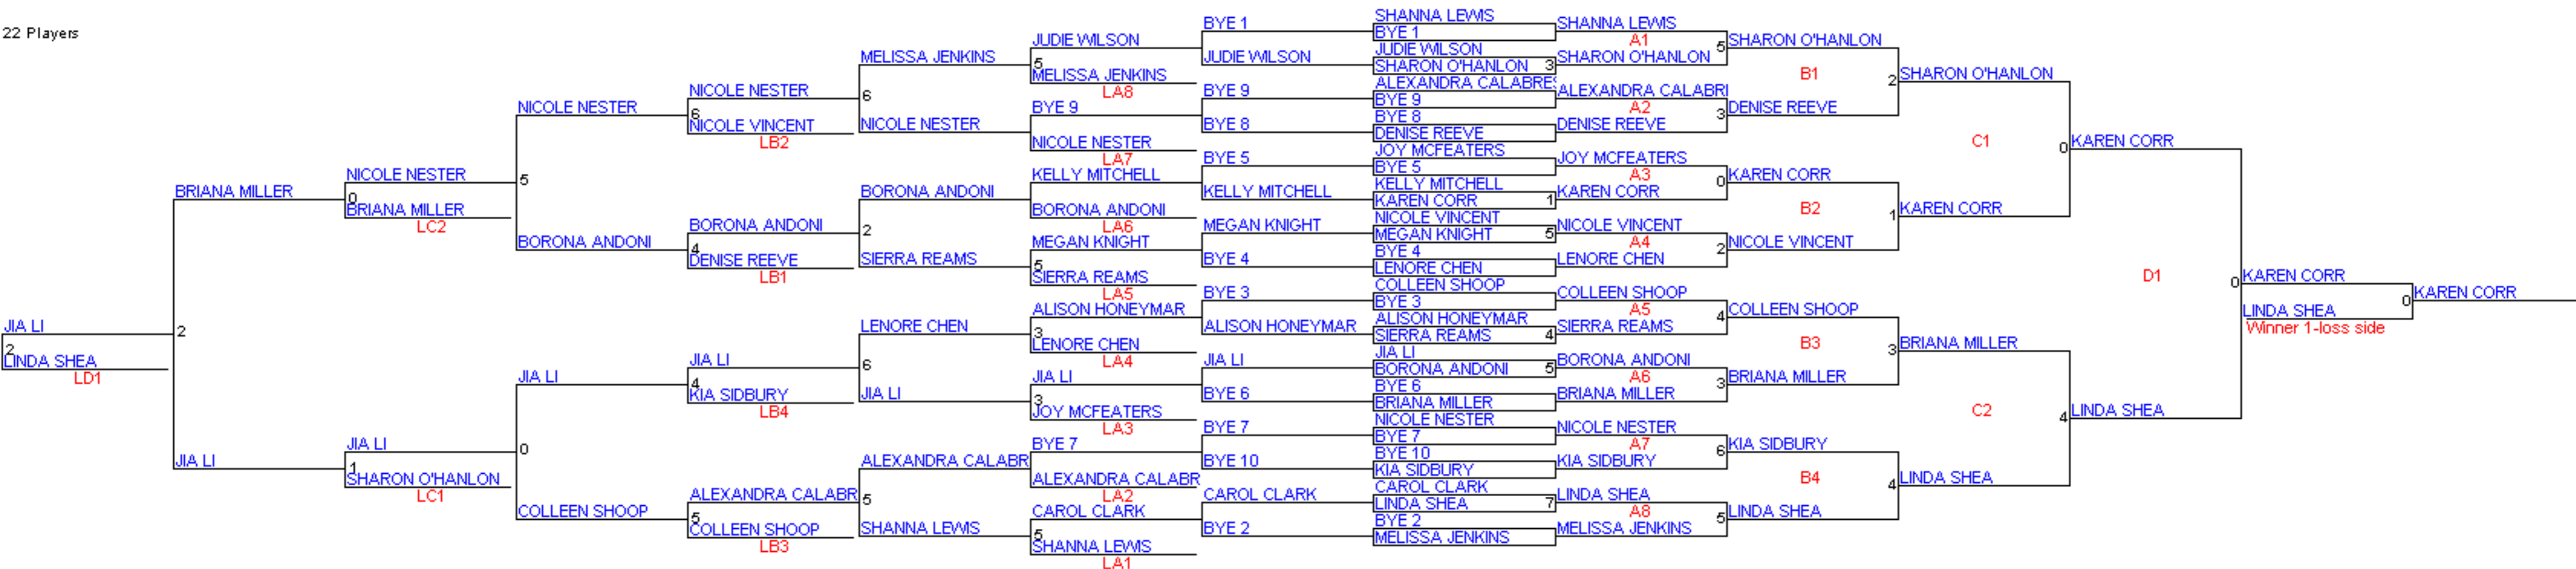 22 Players
JIA LI
2
LINDA SHEA
LD1
BRIANA MILLER
2
JIA LI
NICOLE NESTER
0
BRIANA MILLER
LC2
JIA LI
1
SHARON O'HANLON
LC1
NICOLE NESTER
5
BORONA ANDONI
JIA LI
0
COLLEEN SHOOP
NICOLE NESTER
6
NICOLE VINCENT
LB2
BORONA ANDONI
4
DENISE REEVE
LB1
JIA LI
4
KIA SIDBURY
LB4
ALEXANDRA CALABR
5
COLLEEN SHOOP
LB3
MELISSA JENKINS
6
NICOLE NESTER
BORONA ANDONI
2
SIERRA REAMS
LENORE CHEN
6
JIA LI
ALEXANDRA CALABR
5
SHANNA LEWIS
JUDIE WILSON
5
MELISSA JENKINS
LA8
BYE 9
NICOLE NESTER
LA7
KELLY MITCHELL
BORONA ANDONI
LA6
MEGAN KNIGHT
5
SIERRA REAMS
LA5
ALISON HONEYMAR
3
LENORE CHEN
LA4
JIA LI
3
JOY MCFEATERS
LA3
BYE 7
ALEXANDRA CALABR
LA2
CAROL CLARK
5
SHANNA LEWIS
LA1
BYE 1
JUDIE WILSON
BYE 9
BYE 8
BYE 5
KELLY MITCHELL
MEGAN KNIGHT
BYE 4
BYE 3
ALISON HONEYMAR
JIA LI
BYE 6
BYE 7
BYE 10
CAROL CLARK
BYE 2
SHANNA LEWIS
BYE 1
JUDIE WILSON
SHARON O'HANLON 3
ALEXANDRA CALABRES
BYE 9
BYE 8
DENISE REEVE
JOY MCFEATERS
BYE 5
KELLY MITCHELL
KAREN CORR 1
NICOLE VINCENT
MEGAN KNIGHT 5
BYE 4
LENORE CHEN
COLLEEN SHOOP
BYE 3
ALISON HONEYMAR
SIERRA REAMS 4
JIA LI
BORONA ANDONI 5
BYE 6
BRIANA MILLER
NICOLE NESTER
BYE 7
BYE 10
KIA SIDBURY
CAROL CLARK
LINDA SHEA 7
BYE 2
MELISSA JENKINS
SHANNA LEWIS
A1 5
SHARON O'HANLON
ALEXANDRA CALABRI
A2 3
DENISE REEVE
JOY MCFEATERS
A3 0
KAREN CORR
NICOLE VINCENT
A4 2
LENORE CHEN
COLLEEN SHOOP
A5 4
SIERRA REAMS
BORONA ANDONI
A6 3
BRIANA MILLER
NICOLE NESTER
A7 6
KIA SIDBURY
LINDA SHEA
A8 5
MELISSA JENKINS
SHARON O'HANLON
B1 2
DENISE REEVE
KAREN CORR
B2 1
NICOLE VINCENT
COLLEEN SHOOP
B3 3
BRIANA MILLER
KIA SIDBURY
B4 4
LINDA SHEA
SHARON O'HANLON
C1 0
KAREN CORR
BRIANA MILLER
C2 4
LINDA SHEA
KAREN CORR
D1 0
LINDA SHEA
KAREN CORR
0
LINDA SHEA
Winner 1-loss side
KAREN CORR